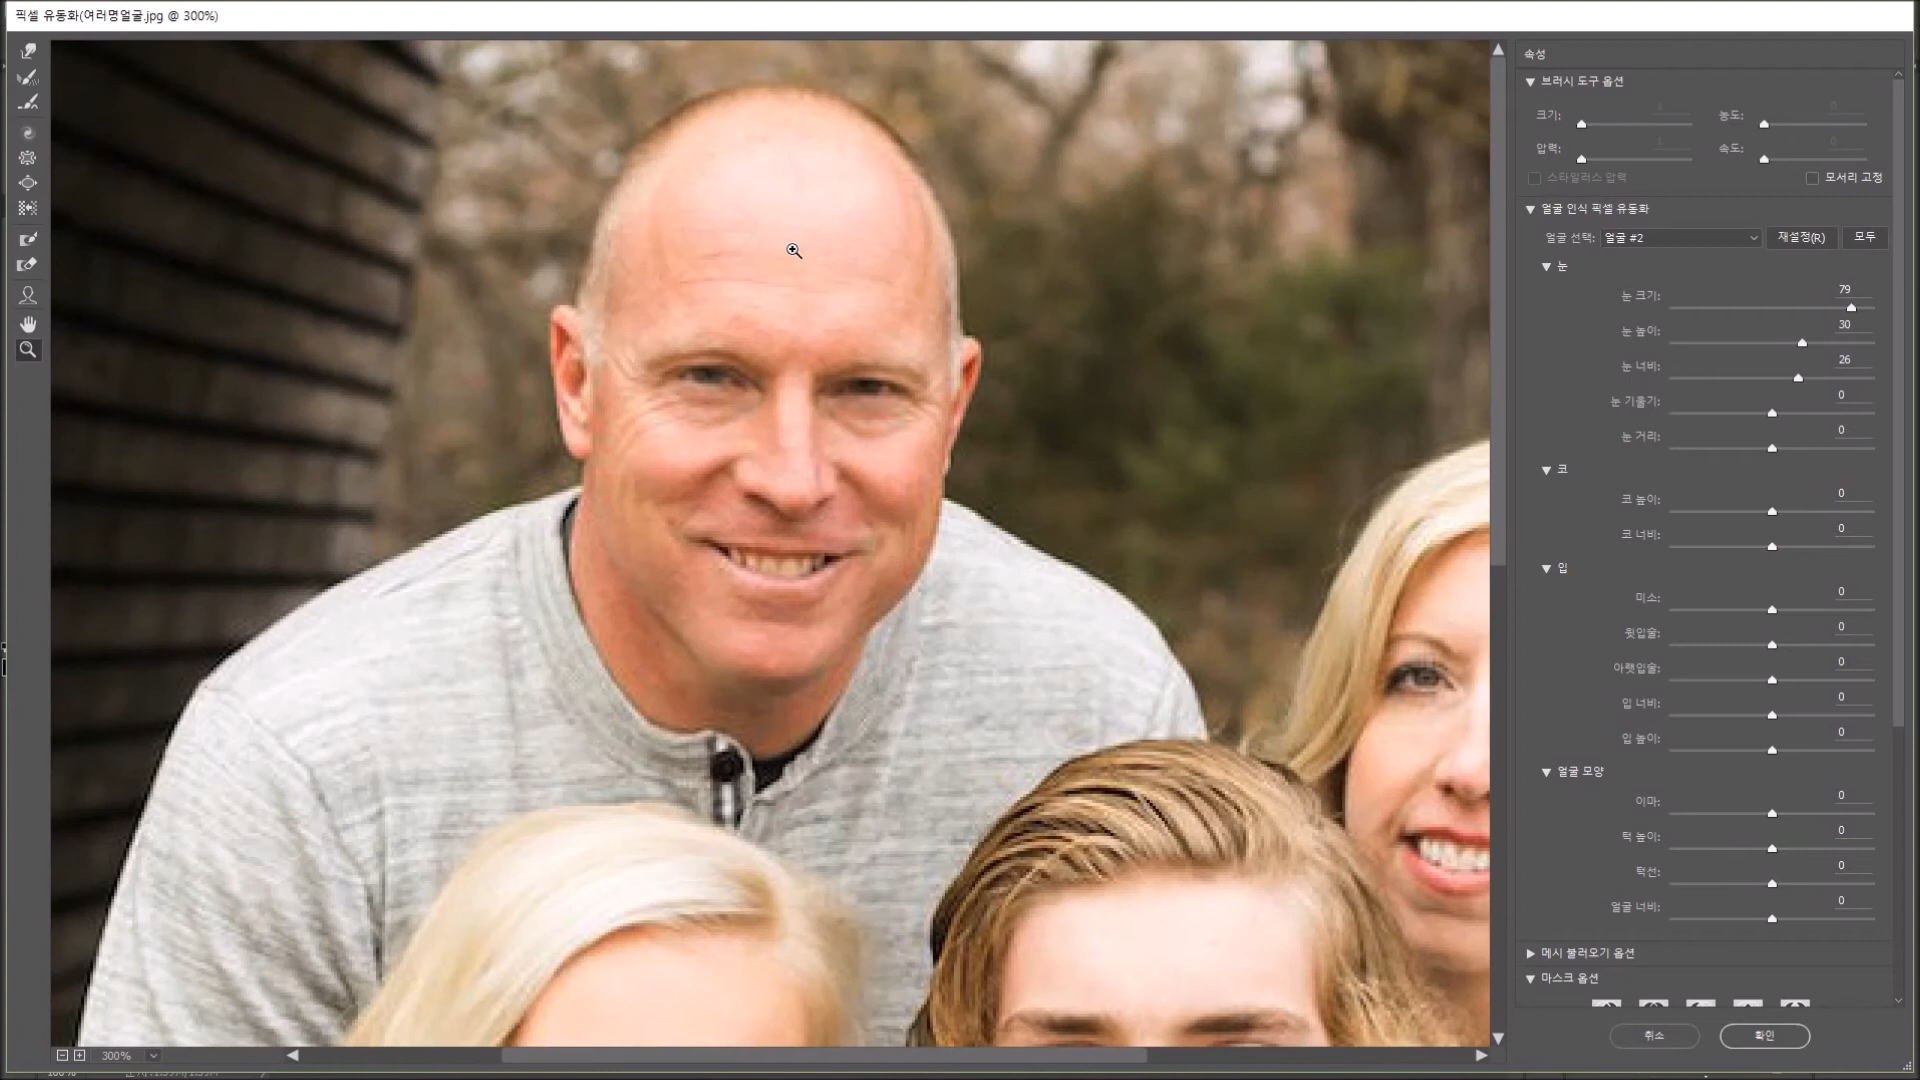 픽셀 유동화(여러명얼굴.jpg @ 300%)
속성
브러시 도구 옵션
크기: 1 농도: 0
압력: 1 속도: 0
스타일러스 압력 모서리 고정
얼굴 인식 픽셀 유동화
얼굴 선택: 얼굴 #2 재설정(R) 모두
눈
눈 크기: 79
눈 높이: 30
눈 너비: 26
눈 기울기: 0
눈 거리: 0
코
코 높이: 0
코 너비: 0
입
미소: 0
윗입술: 0
아랫입술: 0
입 너비: 0
입 높이: 0
얼굴 모양
이마: 0
턱 높이: 0
턱선: 0
얼굴 너비: 0
메시 불러오기 옵션
마스크 옵션
취소 확인
300%